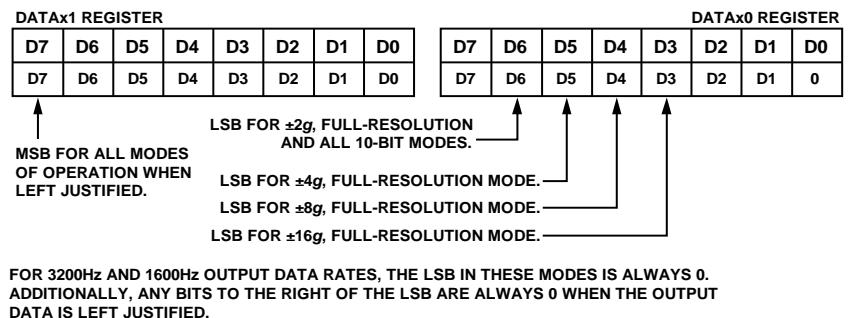 DATAx1 REGISTER DATAx0 REGISTER
D7 D6 D5 D4 D3 D2 D1 D0 D7 D6 D5 D4 D3 D2 D1 D0
D7 D6 D5 D4 D3 D2 D1 D0 D7 D6 D5 D4 D3 D2 D1 0
MSB FOR ALL MODES
OF OPERATION WHEN
LEFT JUSTIFIED.
LSB FOR ±2g, FULL-RESOLUTION
AND ALL 10-BIT MODES.
LSB FOR ±4g, FULL-RESOLUTION MODE.
LSB FOR ±8g, FULL-RESOLUTION MODE.
LSB FOR ±16g, FULL-RESOLUTION MODE.
FOR 3200Hz AND 1600Hz OUTPUT DATA RATES, THE LSB IN THESE MODES IS ALWAYS 0.
ADDITIONALLY, ANY BITS TO THE RIGHT OF THE LSB ARE ALWAYS 0 WHEN THE OUTPUT
DATA IS LEFT JUSTIFIED.